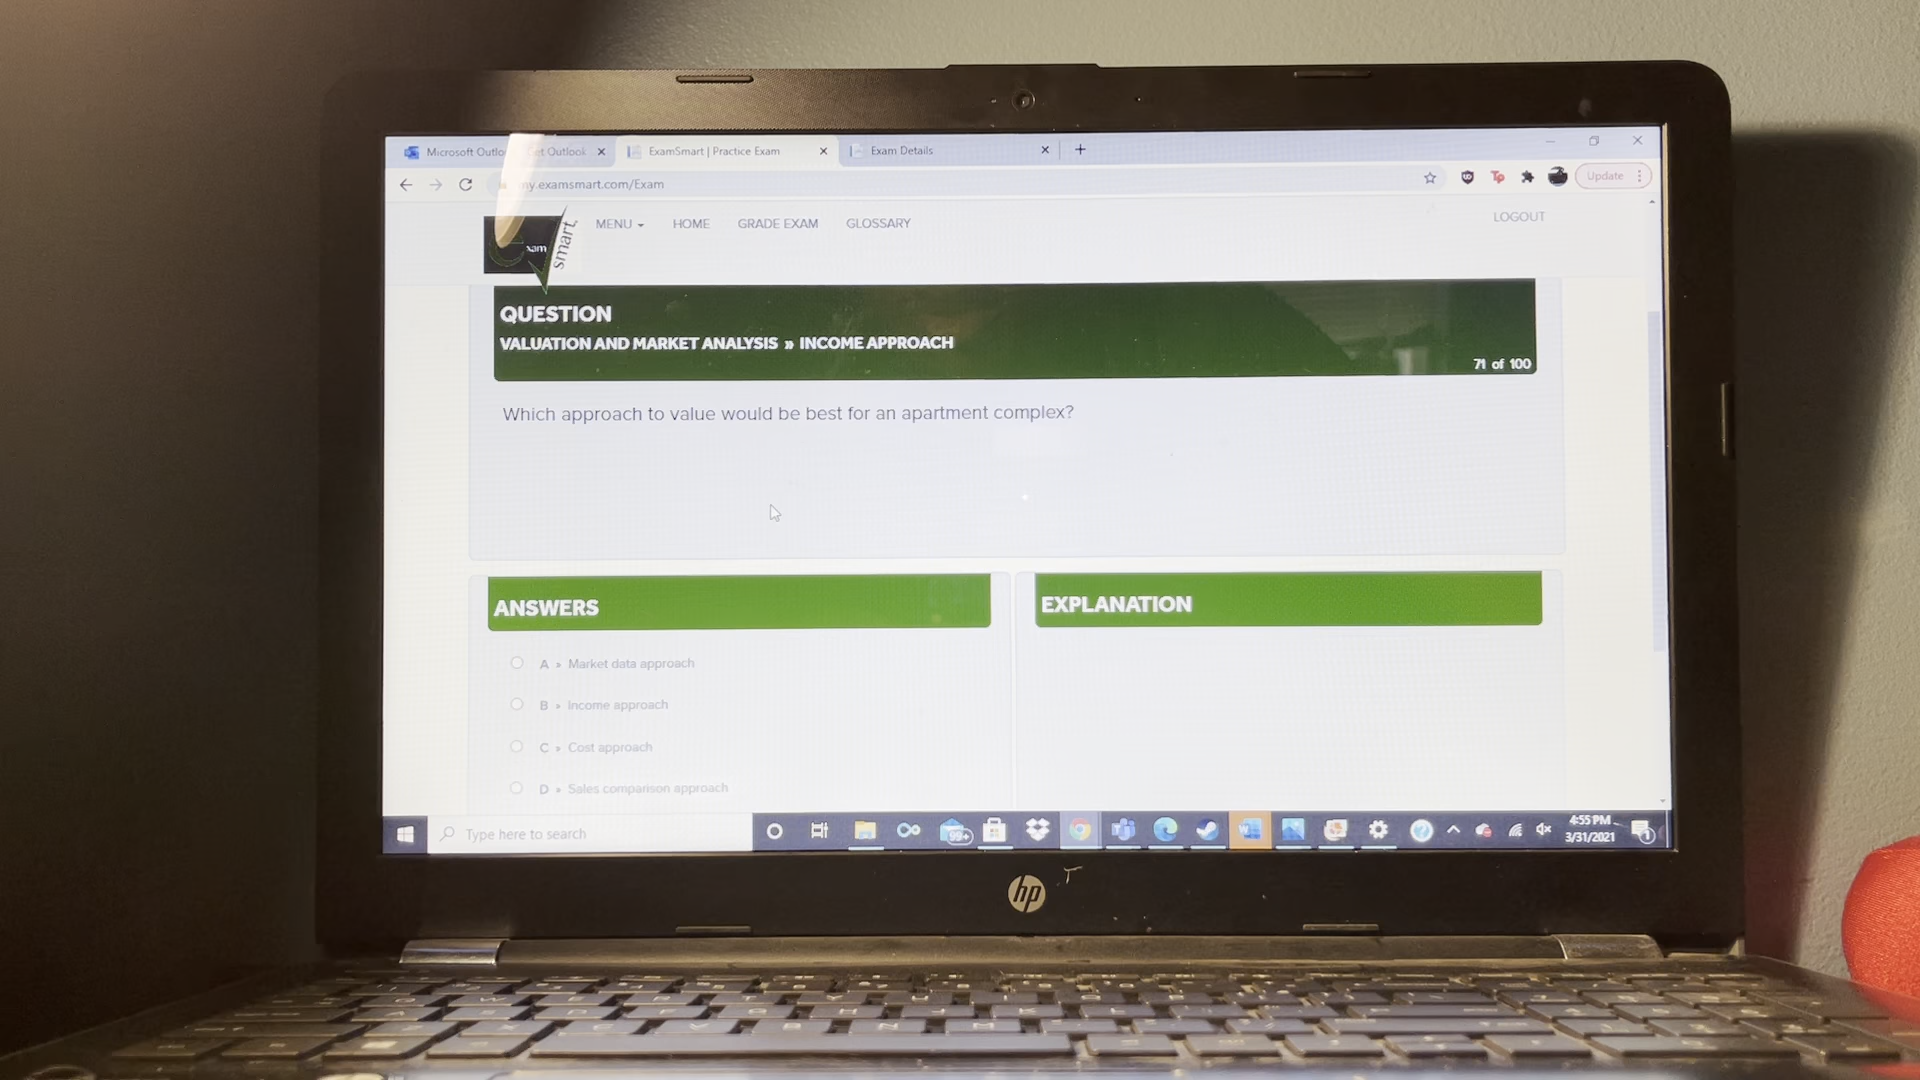 ExamSmart | Practice Exam
Exam Details
Microsoft Outlo
Outlook
y.examsmart.com/Exam
Update
xam
smart
MENU
HOME
GRADE EXAM
GLOSSARY
LOGOUT
QUESTION
VALUATION AND MARKET ANALYSIS » INCOME APPROACH
71 of 100
Which approach to value would be best for an apartment complex?
ANSWERS
EXPLANATION
A » Market data approach
B » Income approach
C » Cost approach
D » Sales comparison approach
Type here to search
99+
4:55 PM
3/31/2021
1
hp